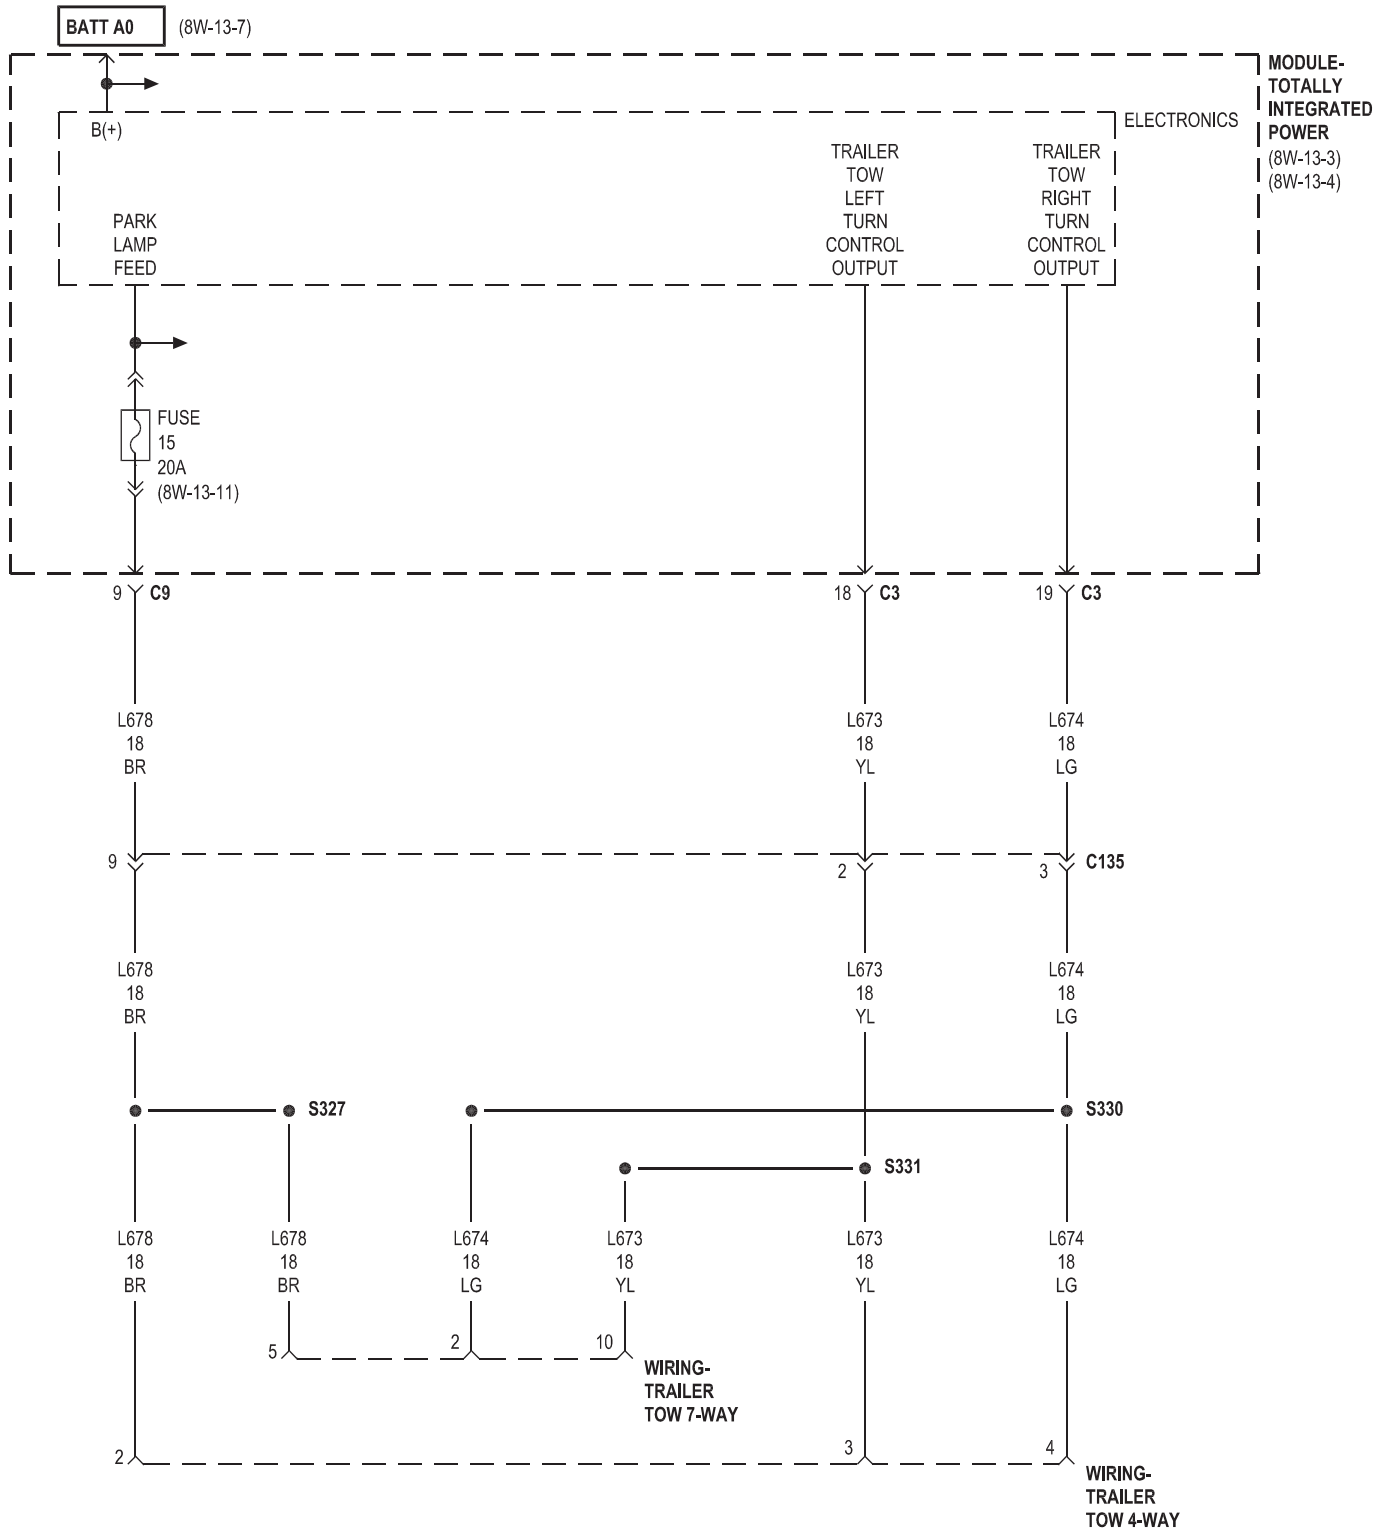 BATT A0
(8W-13-7)
MODULE-
TOTALLY
INTEGRATED
POWER
(8W-13-3)
(8W-13-4)
ELECTRONICS
B(+)
PARK
LAMP
FEED
TRAILER
TOW
LEFT
TURN
CONTROL
OUTPUT
TRAILER
TOW
RIGHT
TURN
CONTROL
OUTPUT
FUSE
15
20A
(8W-13-11)
9
C9
18
C3
19
C3
L678
18
BR
L673
18
YL
L674
18
LG
9
2
3
C135
L678
18
BR
L673
18
YL
L674
18
LG
S327
S330
S331
L678
18
BR
L678
18
BR
L674
18
LG
L673
18
YL
L673
18
YL
L674
18
LG
5
2
10
WIRING-
TRAILER
TOW 7-WAY
2
3
4
WIRING-
TRAILER
TOW 4-WAY